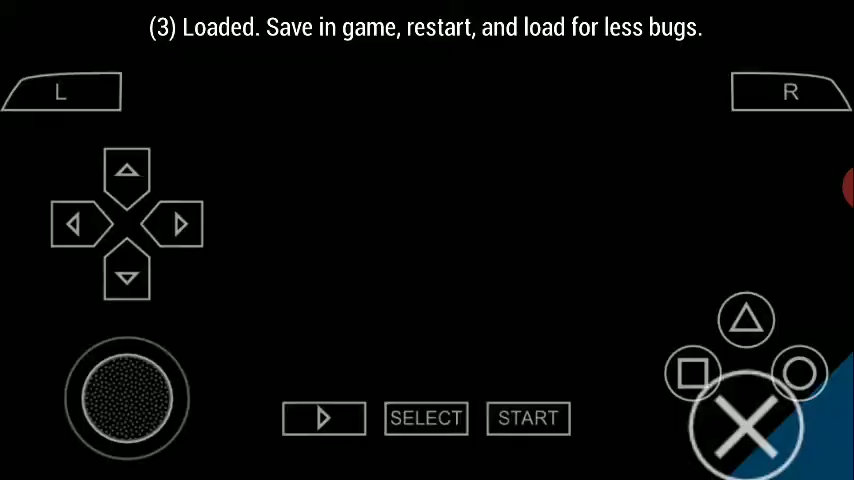 (3) Loaded. Save in game, restart, and load for less bugs.
L
R
SELECT
START